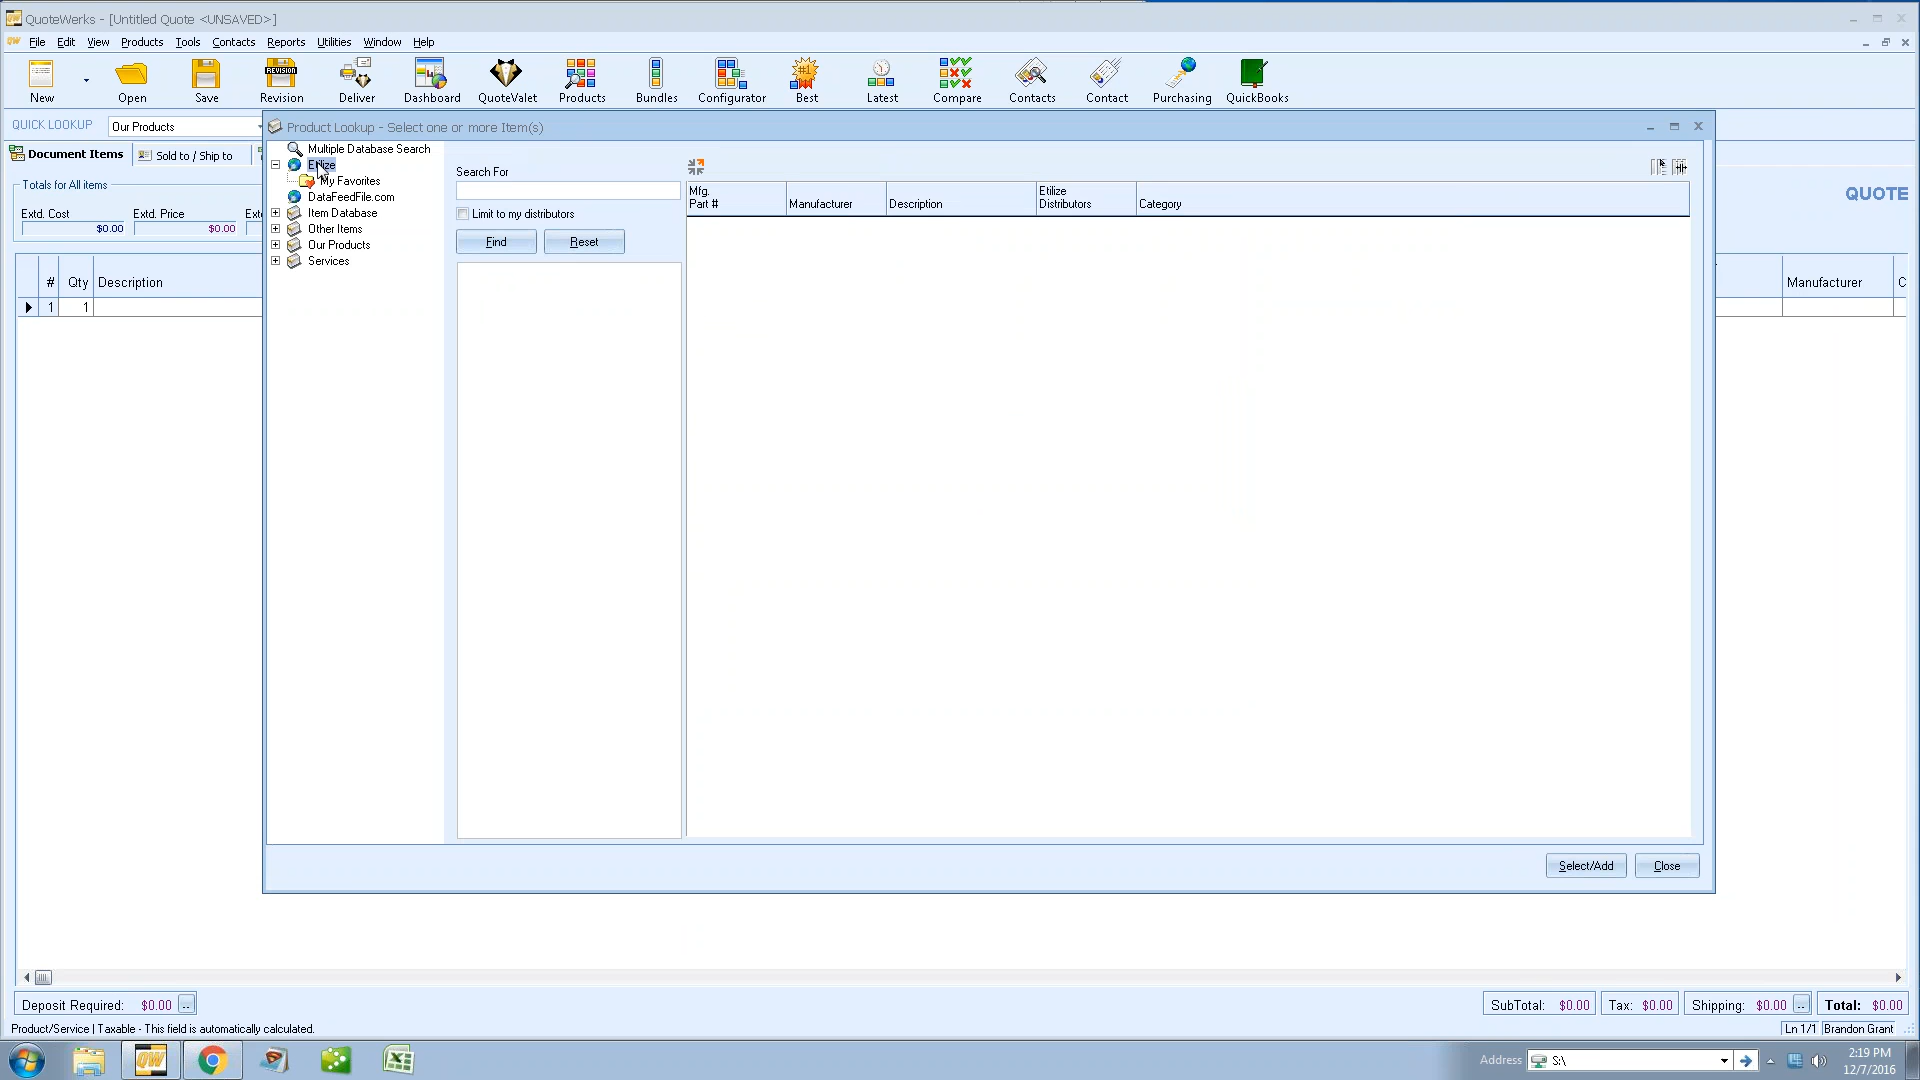 QuoteWerks - [Untitled Quote <UNSAVED>]
File Edit View Products Tools Contacts Reports Utilities Window Help
New Open Save Revision Deliver Dashboard QuoteValet Products Bundles Configurator Best Latest Compare Contacts Contact Purchasing QuickBooks
QUICK LOOKUP Our Products
Product Lookup - Select one or more Item(s)
Document Items Sold to / Ship to
Multiple Database Search
Etilize
My Favorites
DataFeedFile.com
Item Database
Other Items
Our Products
Services
Search For
Limit to my distributors
Find Reset
Mfg. Part # Manufacturer Description Etilize Distributors Category
Totals for All items
Extd. Cost Extd. Price
$0.00 $0.00
QUOTE
# Qty Description Manufacturer
1 1
Select/Add Close
Deposit Required: $0.00 ...
SubTotal: $0.00 Tax: $0.00 Shipping: $0.00 ... Total: $0.00
Product/Service | Taxable - This field is automatically calculated.
Ln 1/1 Brandon Grant
QW
Address S:\
2:19 PM
12/7/2016